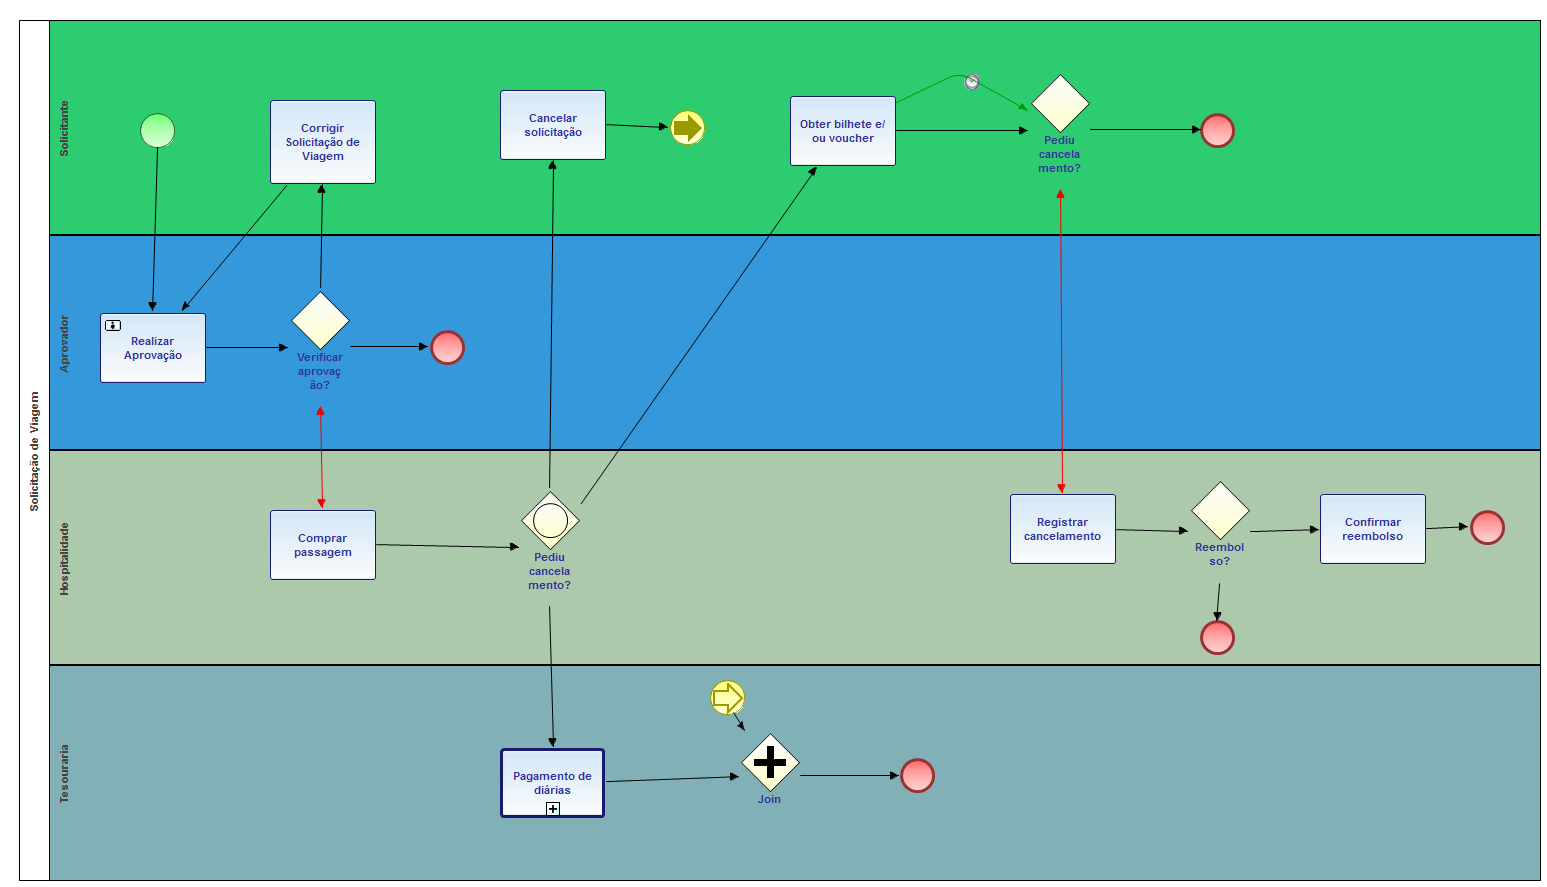 Solicitação de Viagem
Solicitante
Corrigir
Solicitação de
Viagem
Cancelar
solicitação
Obter bilhete e/
ou voucher
Pediu
cancela
mento?
Aprovador
Realizar
Aprovação
Verificar
aprovaç
ão?
Hospitalidade
Comprar
passagem
Pediu
cancela
mento?
Registrar
cancelamento
Reembol
so?
Confirmar
reembolso
Tesouraria
Pagamento de
diárias
Join